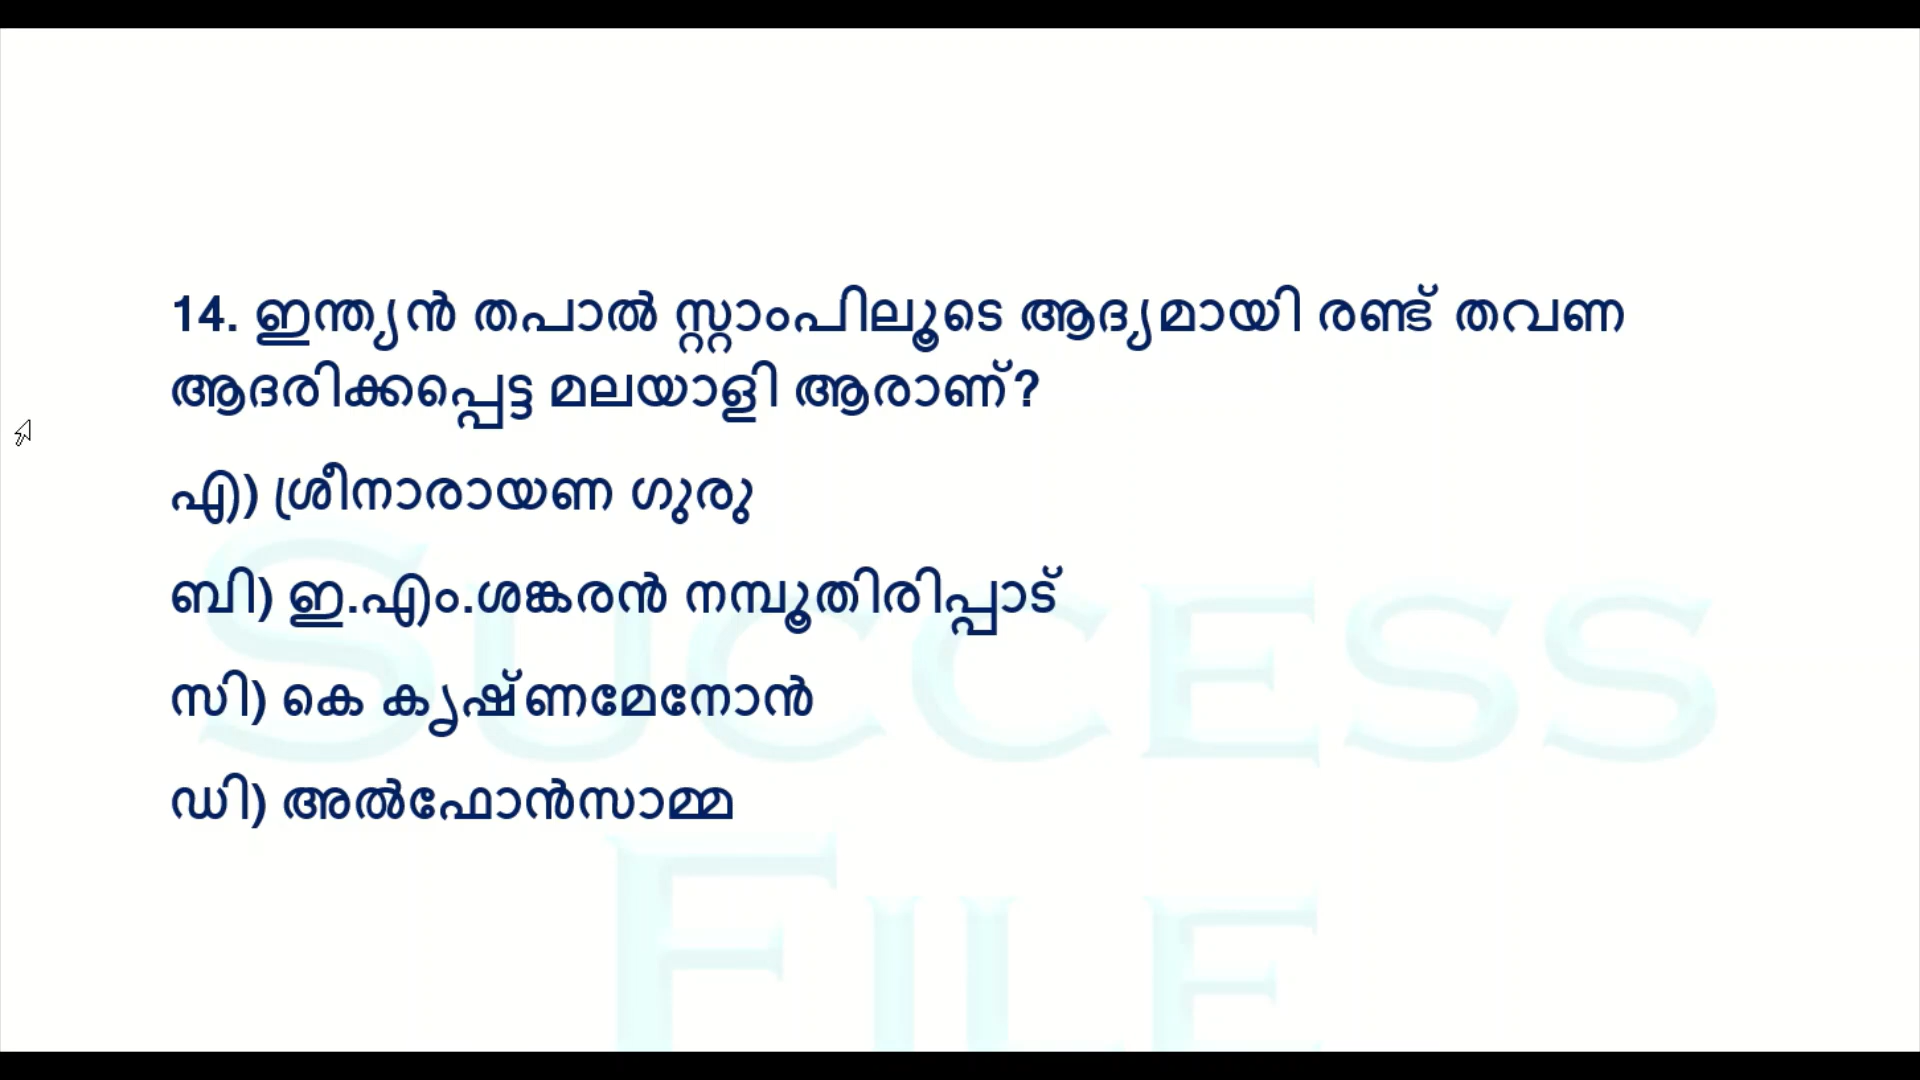 14. ഇന്ത്യൻ തപാൽ സ്റ്റാംപിലൂടെ ആദ്യമായി രണ്ട് തവണ
ആദരിക്കപ്പെട്ട മലയാളി ആരാണ്?
എ) ശ്രീനാരായണ ഗുരു
ബി) ഇ.എം.ശങ്കരൻ നമ്പൂതിരിപ്പാട്
സി) കെ കൃഷ്ണമേനോൻ
ഡി) അൽഫോൻസാമ്മ
SUCCESS
FILE